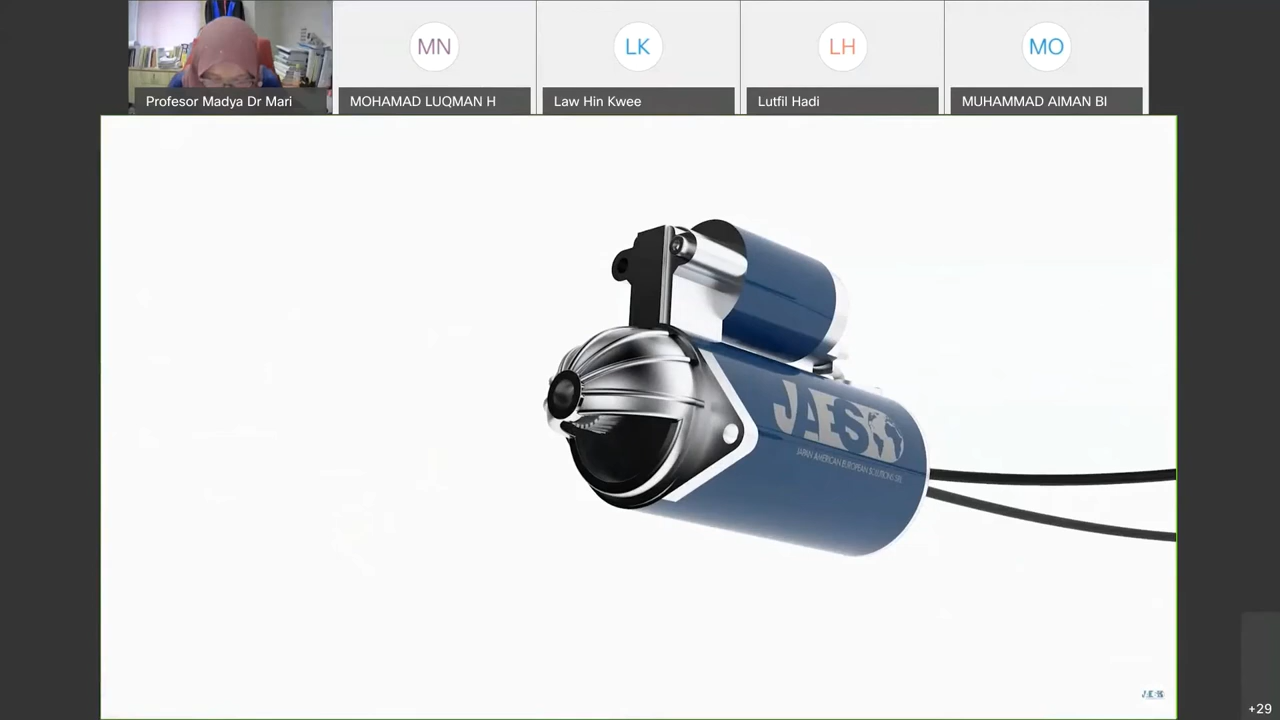 MN
LK
LH
MO
Profesor Madya Dr Mari
MOHAMAD LUQMAN H
Law Hin Kwee
Lutfil Hadi
MUHAMMAD AIMAN BI
JAES
JAPAN AMERICAN EUROPEAN SOLUTIONS SRL
JAES
+29